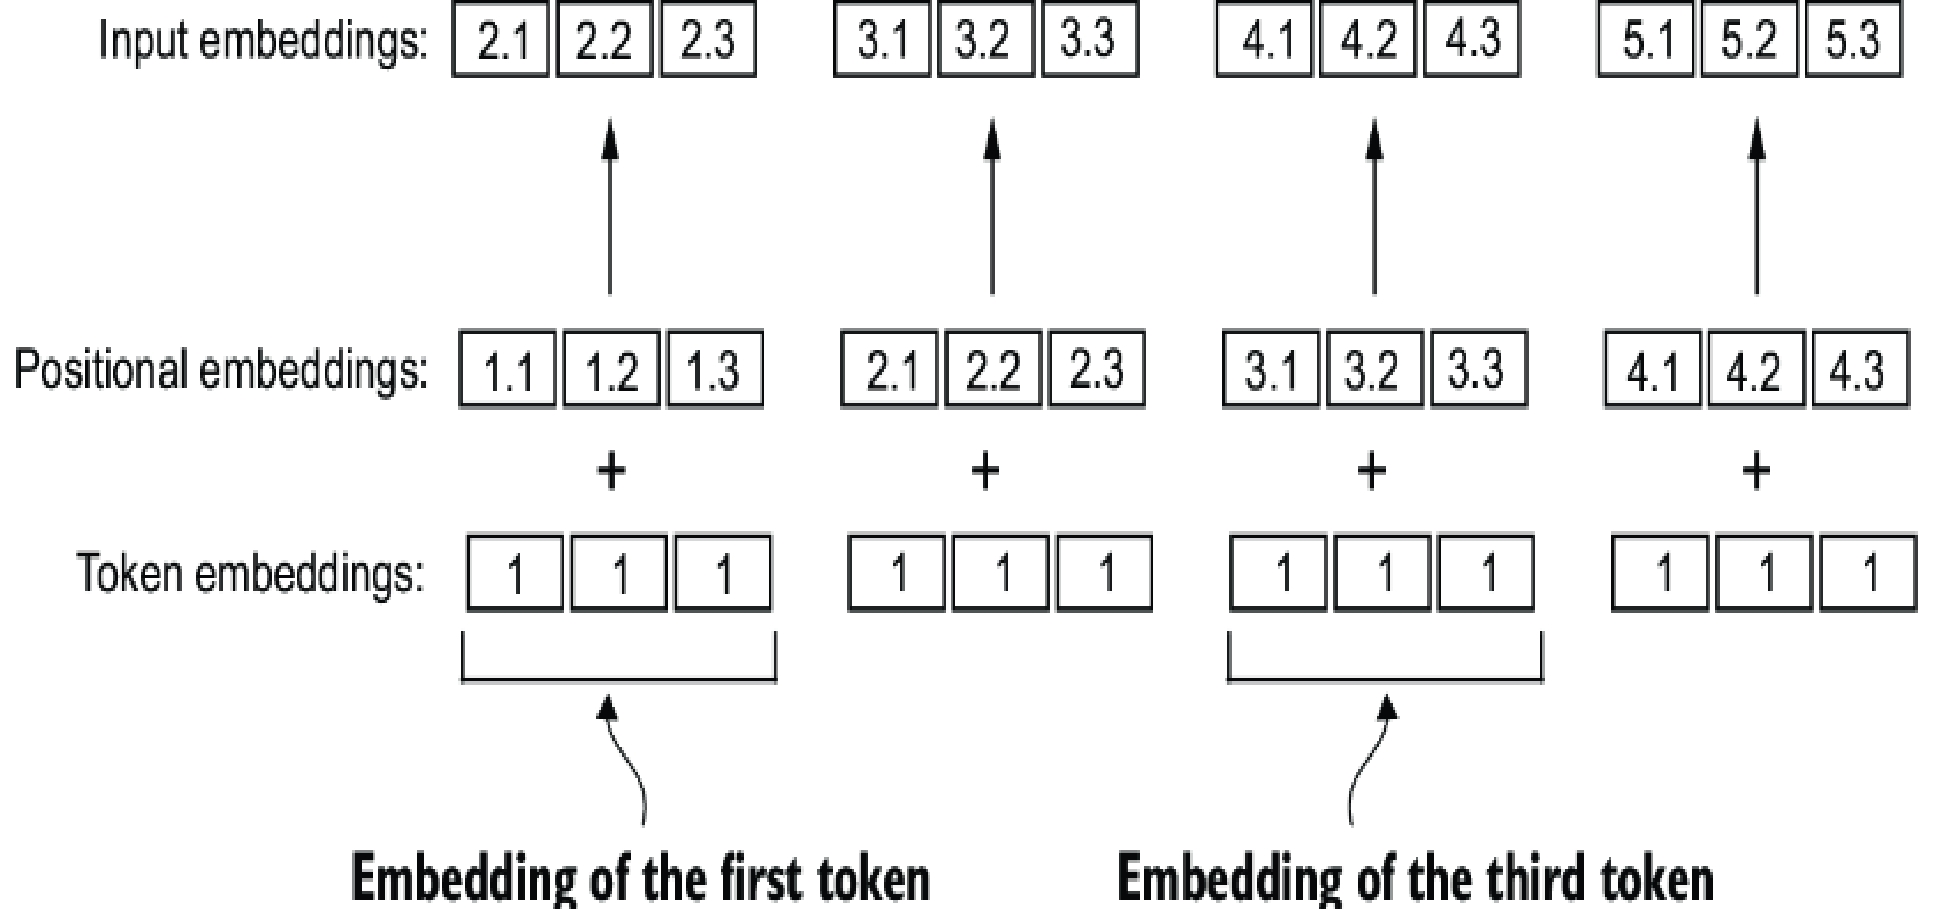 Input embeddings: 2.1 2.2 2.3 3.1 3.2 3.3 4.1 4.2 4.3 5.1 5.2 5.3
Positional embeddings: 1.1 1.2 1.3 2.1 2.2 2.3 3.1 3.2 3.3 4.1 4.2 4.3
+ + + +
Token embeddings: 1 1 1 1 1 1 1 1 1 1 1 1
Embedding of the first token Embedding of the third token